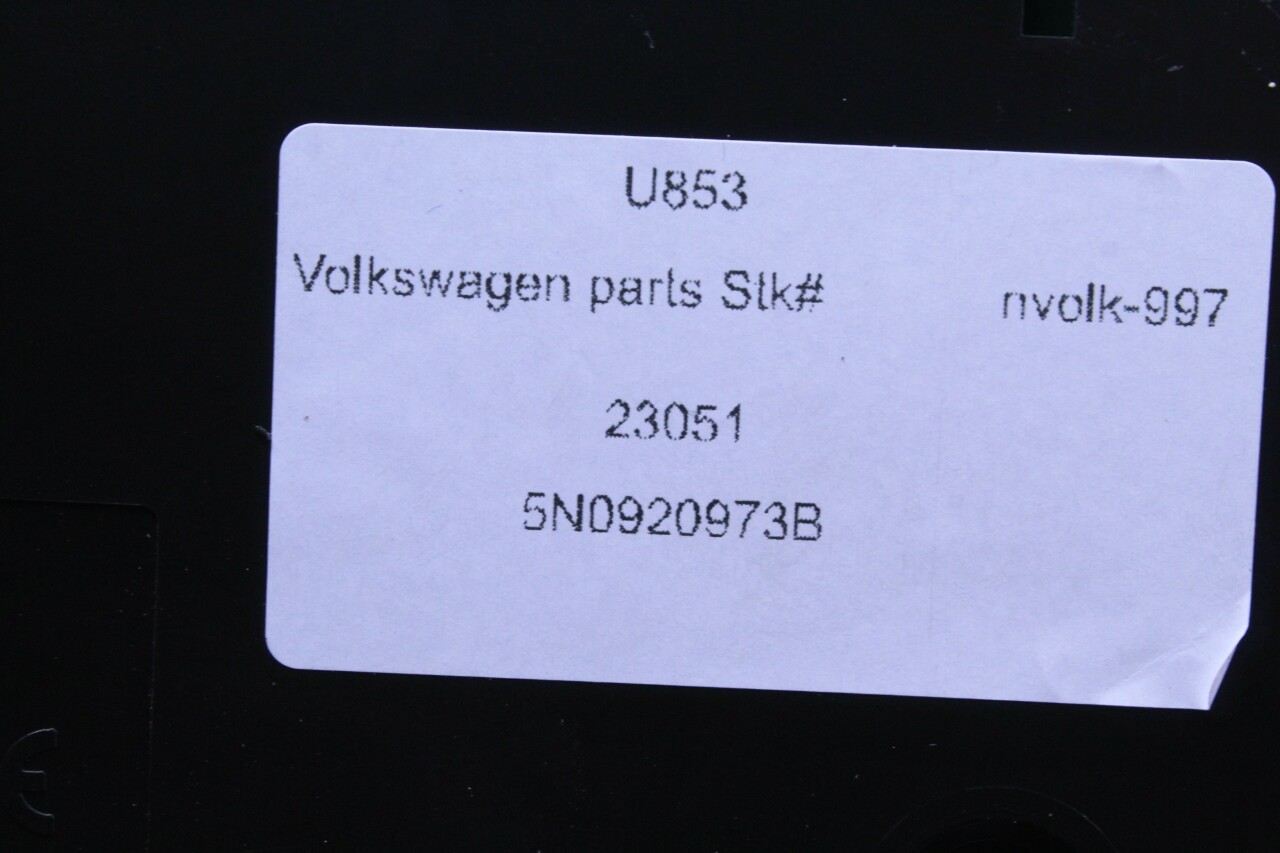 U853
Volkswagen parts Stk# nvolk-997
23051
5N0920973B